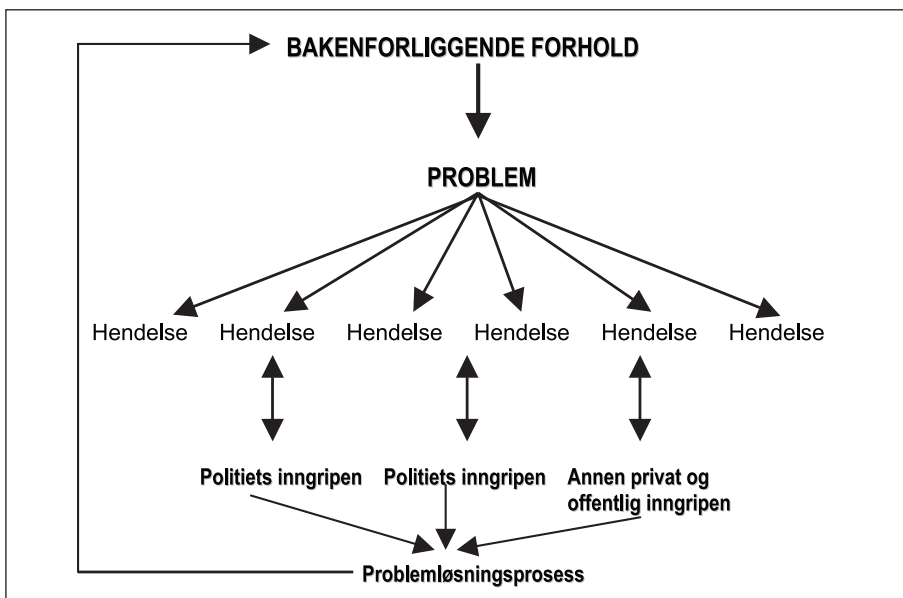 BAKENFORLIGGENDE FORHOLD
PROBLEM
Hendelse Hendelse Hendelse Hendelse Hendelse Hendelse
Politiets inngripen Politiets inngripen Annen privat og
offentlig inngripen
Problemløsningsprosess